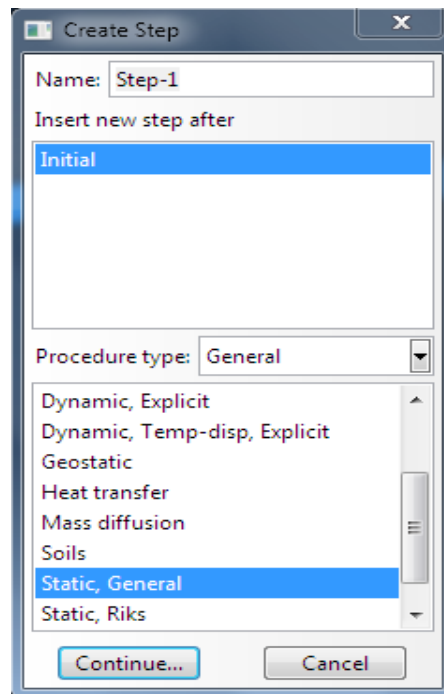 Create Step
Name: Step-1
Insert new step after
Initial
Procedure type: General
Dynamic, Explicit
Dynamic, Temp-disp, Explicit
Geostatic
Heat transfer
Mass diffusion
Soils
Static, General
Static, Riks
Continue... Cancel